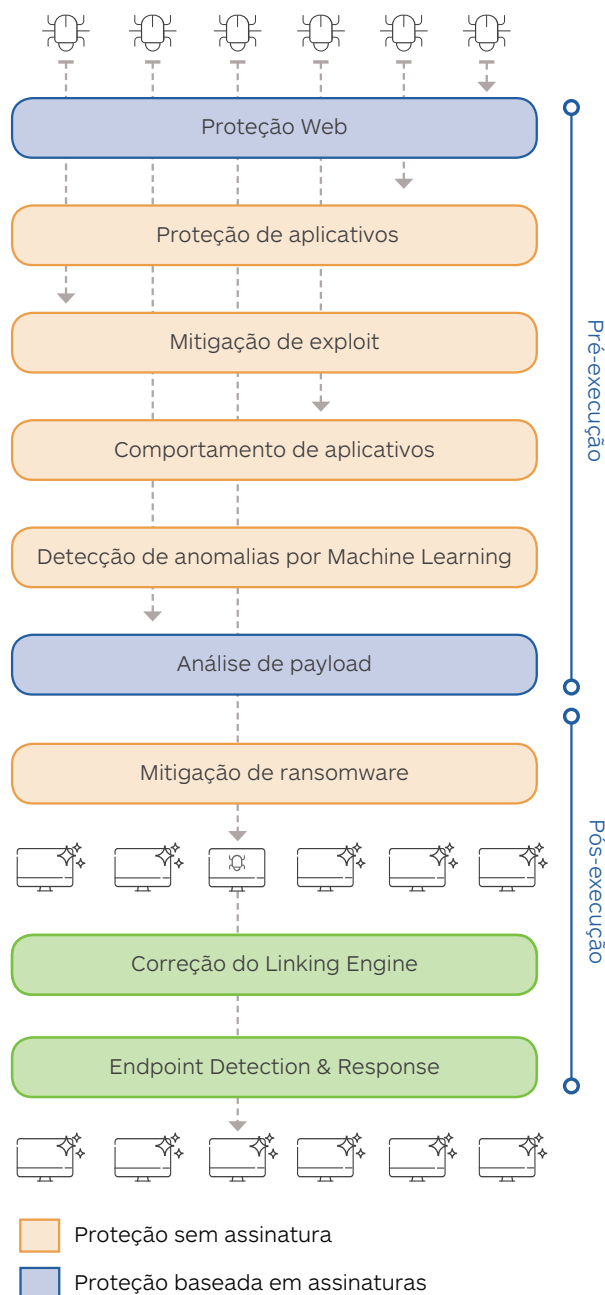 Proteção Web
Proteção de aplicativos
Mitigação de exploit
Comportamento de aplicativos
Detecção de anomalias por Machine Learning
Análise de payload
Pré-execução
Mitigação de ransomware
Correção do Linking Engine
Endpoint Detection & Response
Pós-execução
Proteção sem assinatura
Proteção baseada em assinaturas